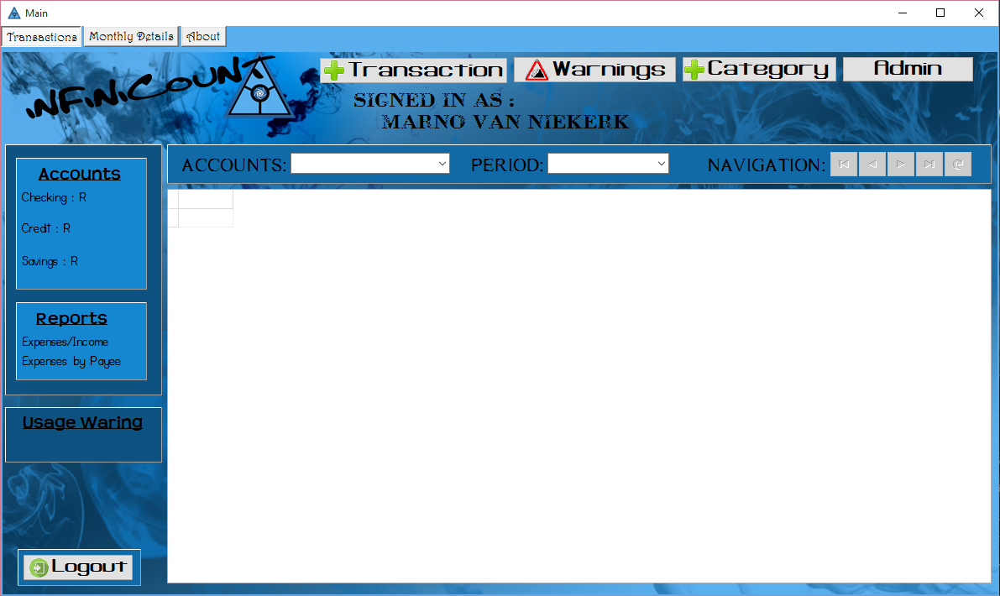 Main
Transactions Monthly Details About
INFINICOUNT
Transaction Warnings Category Admin
SIGNED IN AS :
MARNO VAN NIEKERK
ACCOUNTS: PERIOD: NAVIGATION:
Accounts
Checking : R
Credit : R
Savings : R
Reports
Expenses/Income
Expenses by Payee
Usage Waring
Logout